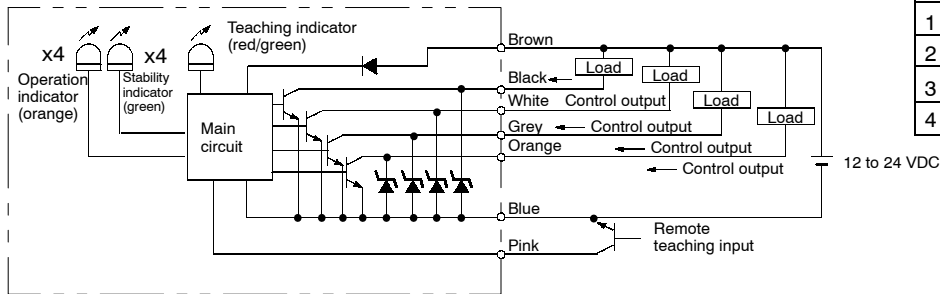 Teaching indicator
(red/green)
x4
x4
Operation
indicator
(orange)
Stability
indicator
(green)
Main
circuit
Brown
Black
White
Grey
Orange
Blue
Pink
Load
Load
Load
Load
Control output
Control output
Control output
Control output
12 to 24 VDC
Remote
teaching input
1
2
3
4